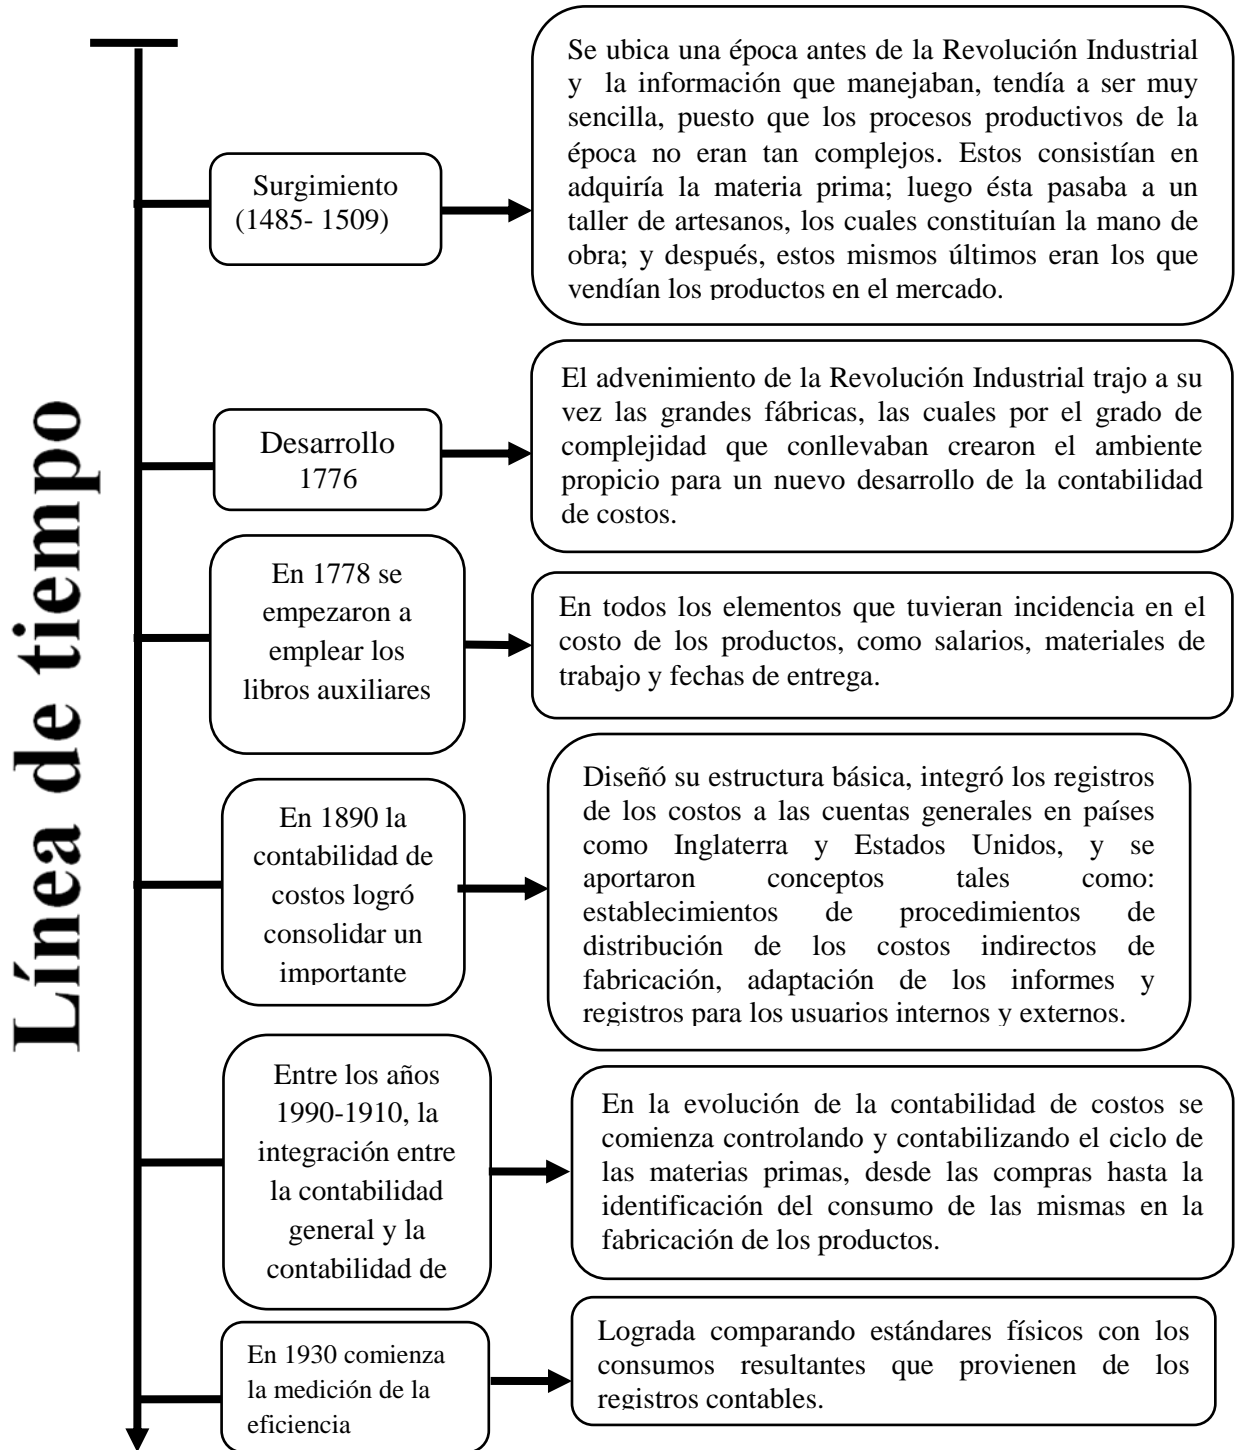 Línea de tiempo
Surgimiento
(1485- 1509)
Se ubica una época antes de la Revolución Industrial
y la información que manejaban, tendía a ser muy
sencilla, puesto que los procesos productivos de la
época no eran tan complejos. Estos consistían en
adquiría la materia prima; luego ésta pasaba a un
taller de artesanos, los cuales constituían la mano de
obra; y después, estos mismos últimos eran los que
vendían los productos en el mercado.
Desarrollo
1776
El advenimiento de la Revolución Industrial trajo a su
vez las grandes fábricas, las cuales por el grado de
complejidad que conllevaban crearon el ambiente
propicio para un nuevo desarrollo de la contabilidad
de costos.
En 1778 se
empezaron a
emplear los
libros auxiliares
En todos los elementos que tuvieran incidencia en el
costo de los productos, como salarios, materiales de
trabajo y fechas de entrega.
En 1890 la
contabilidad de
costos logró
consolidar un
importante
Diseñó su estructura básica, integró los registros
de los costos a las cuentas generales en países
como Inglaterra y Estados Unidos, y se
aportaron conceptos tales como:
establecimientos de procedimientos de
distribución de los costos indirectos de
fabricación, adaptación de los informes y
registros para los usuarios internos y externos.
Entre los años
1990-1910, la
integración entre
la contabilidad
general y la
contabilidad de
En la evolución de la contabilidad de costos se
comienza controlando y contabilizando el ciclo de
las materias primas, desde las compras hasta la
identificación del consumo de las mismas en la
fabricación de los productos.
En 1930 comienza
la medición de la
eficiencia
Lograda comparando estándares físicos con los
consumos resultantes que provienen de los
registros contables.